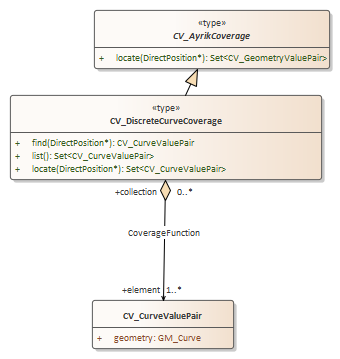 «type»
CV_AyrikCoverage
+ locate(DirectPosition*): Set<CV_GeometryValuePair>
«type»
CV_DiscreteCurveCoverage
+ find(DirectPosition*): CV_CurveValuePair
+ list(): Set<CV_CurveValuePair>
+ locate(DirectPosition*): Set<CV_CurveValuePair>
+collection 0..*
CoverageFunction
+element 1..*
CV_CurveValuePair
+ geometry: GM_Curve